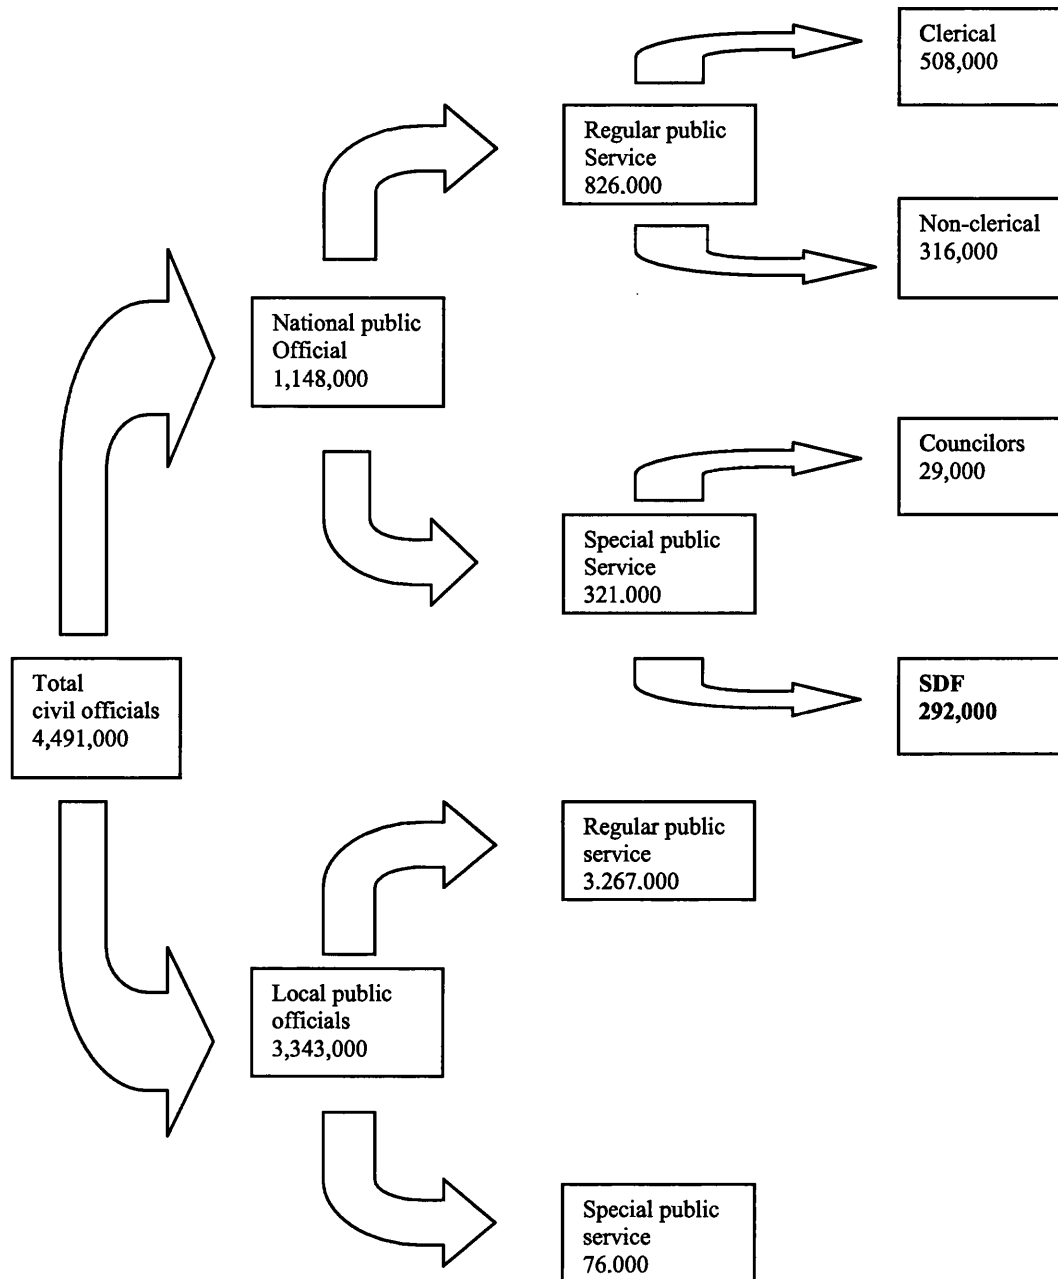 Clerical
508,000
Regular public
Service
826.000
Non-clerical
316,000
National public
Official
1,148,000
Councilors
29,000
Special public
Service
321.000
Total
civil officials
4,491,000
SDF
292,000
Regular public
service
3.267.000
Local public
officials
3,343,000
Special public
service
76.000